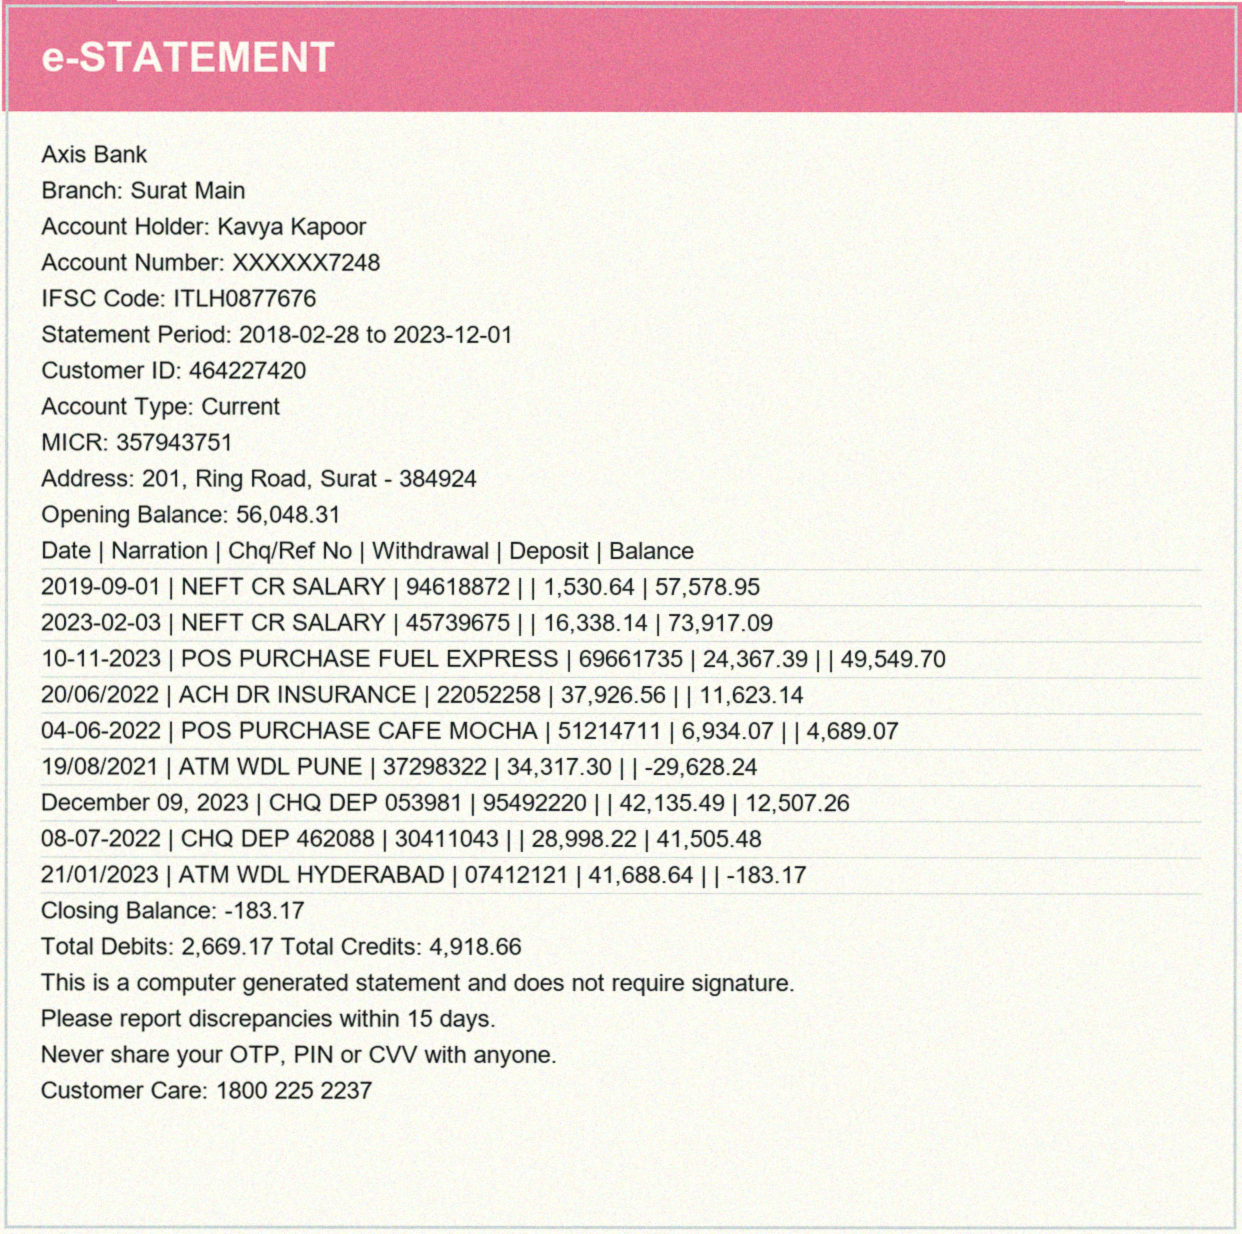 e-STATEMENT
Axis Bank
Branch: Surat Main
Account Holder: Kavya Kapoor
Account Number: XXXXXX7248
IFSC Code: ITLH0877676
Statement Period: 2018-02-28 to 2023-12-01
Customer ID: 464227420
Account Type: Current
MICR: 357943751
Address: 201, Ring Road, Surat - 384924
Opening Balance: 56,048.31
Date | Narration | Chq/Ref No | Withdrawal | Deposit | Balance
2019-09-01 | NEFT CR SALARY | 94618872 | | 1,530.64 | 57,578.95
2023-02-03 | NEFT CR SALARY | 45739675 | | 16,338.14 | 73,917.09
10-11-2023 | POS PURCHASE FUEL EXPRESS | 69661735 | 24,367.39 | | 49,549.70
20/06/2022 | ACH DR INSURANCE | 22052258 | 37,926.56 | | 11,623.14
04-06-2022 | POS PURCHASE CAFE MOCHA | 51214711 | 6,934.07 | | 4,689.07
19/08/2021 | ATM WDL PUNE | 37298322 | 34,317.30 | | -29,628.24
December 09, 2023 | CHQ DEP 053981 | 95492220 | | 42,135.49 | 12,507.26
08-07-2022 | CHQ DEP 462088 | 30411043 | | 28,998.22 | 41,505.48
21/01/2023 | ATM WDL HYDERABAD | 07412121 | 41,688.64 | | -183.17
Closing Balance: -183.17
Total Debits: 2,669.17 Total Credits: 4,918.66
This is a computer generated statement and does not require signature.
Please report discrepancies within 15 days.
Never share your OTP, PIN or CVV with anyone.
Customer Care: 1800 225 2237